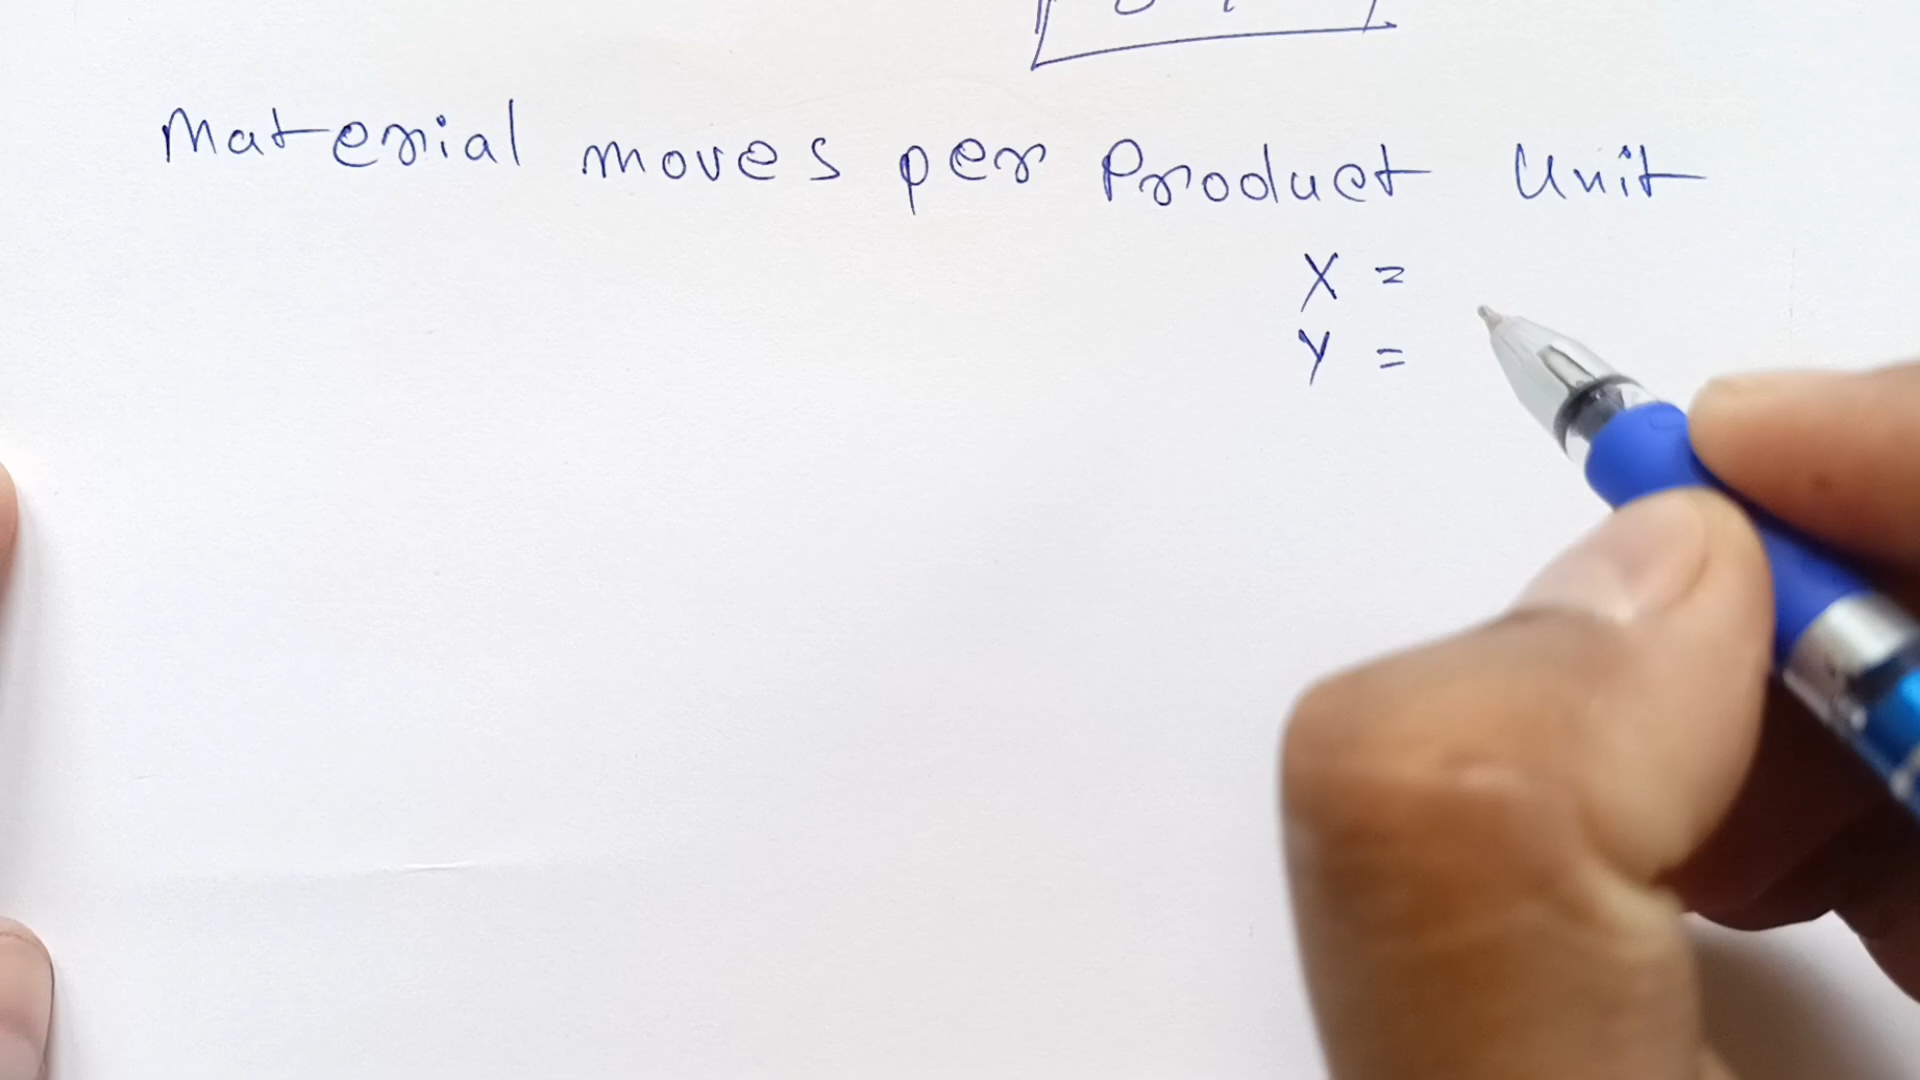 Material moves per Product Unit
X =
Y =